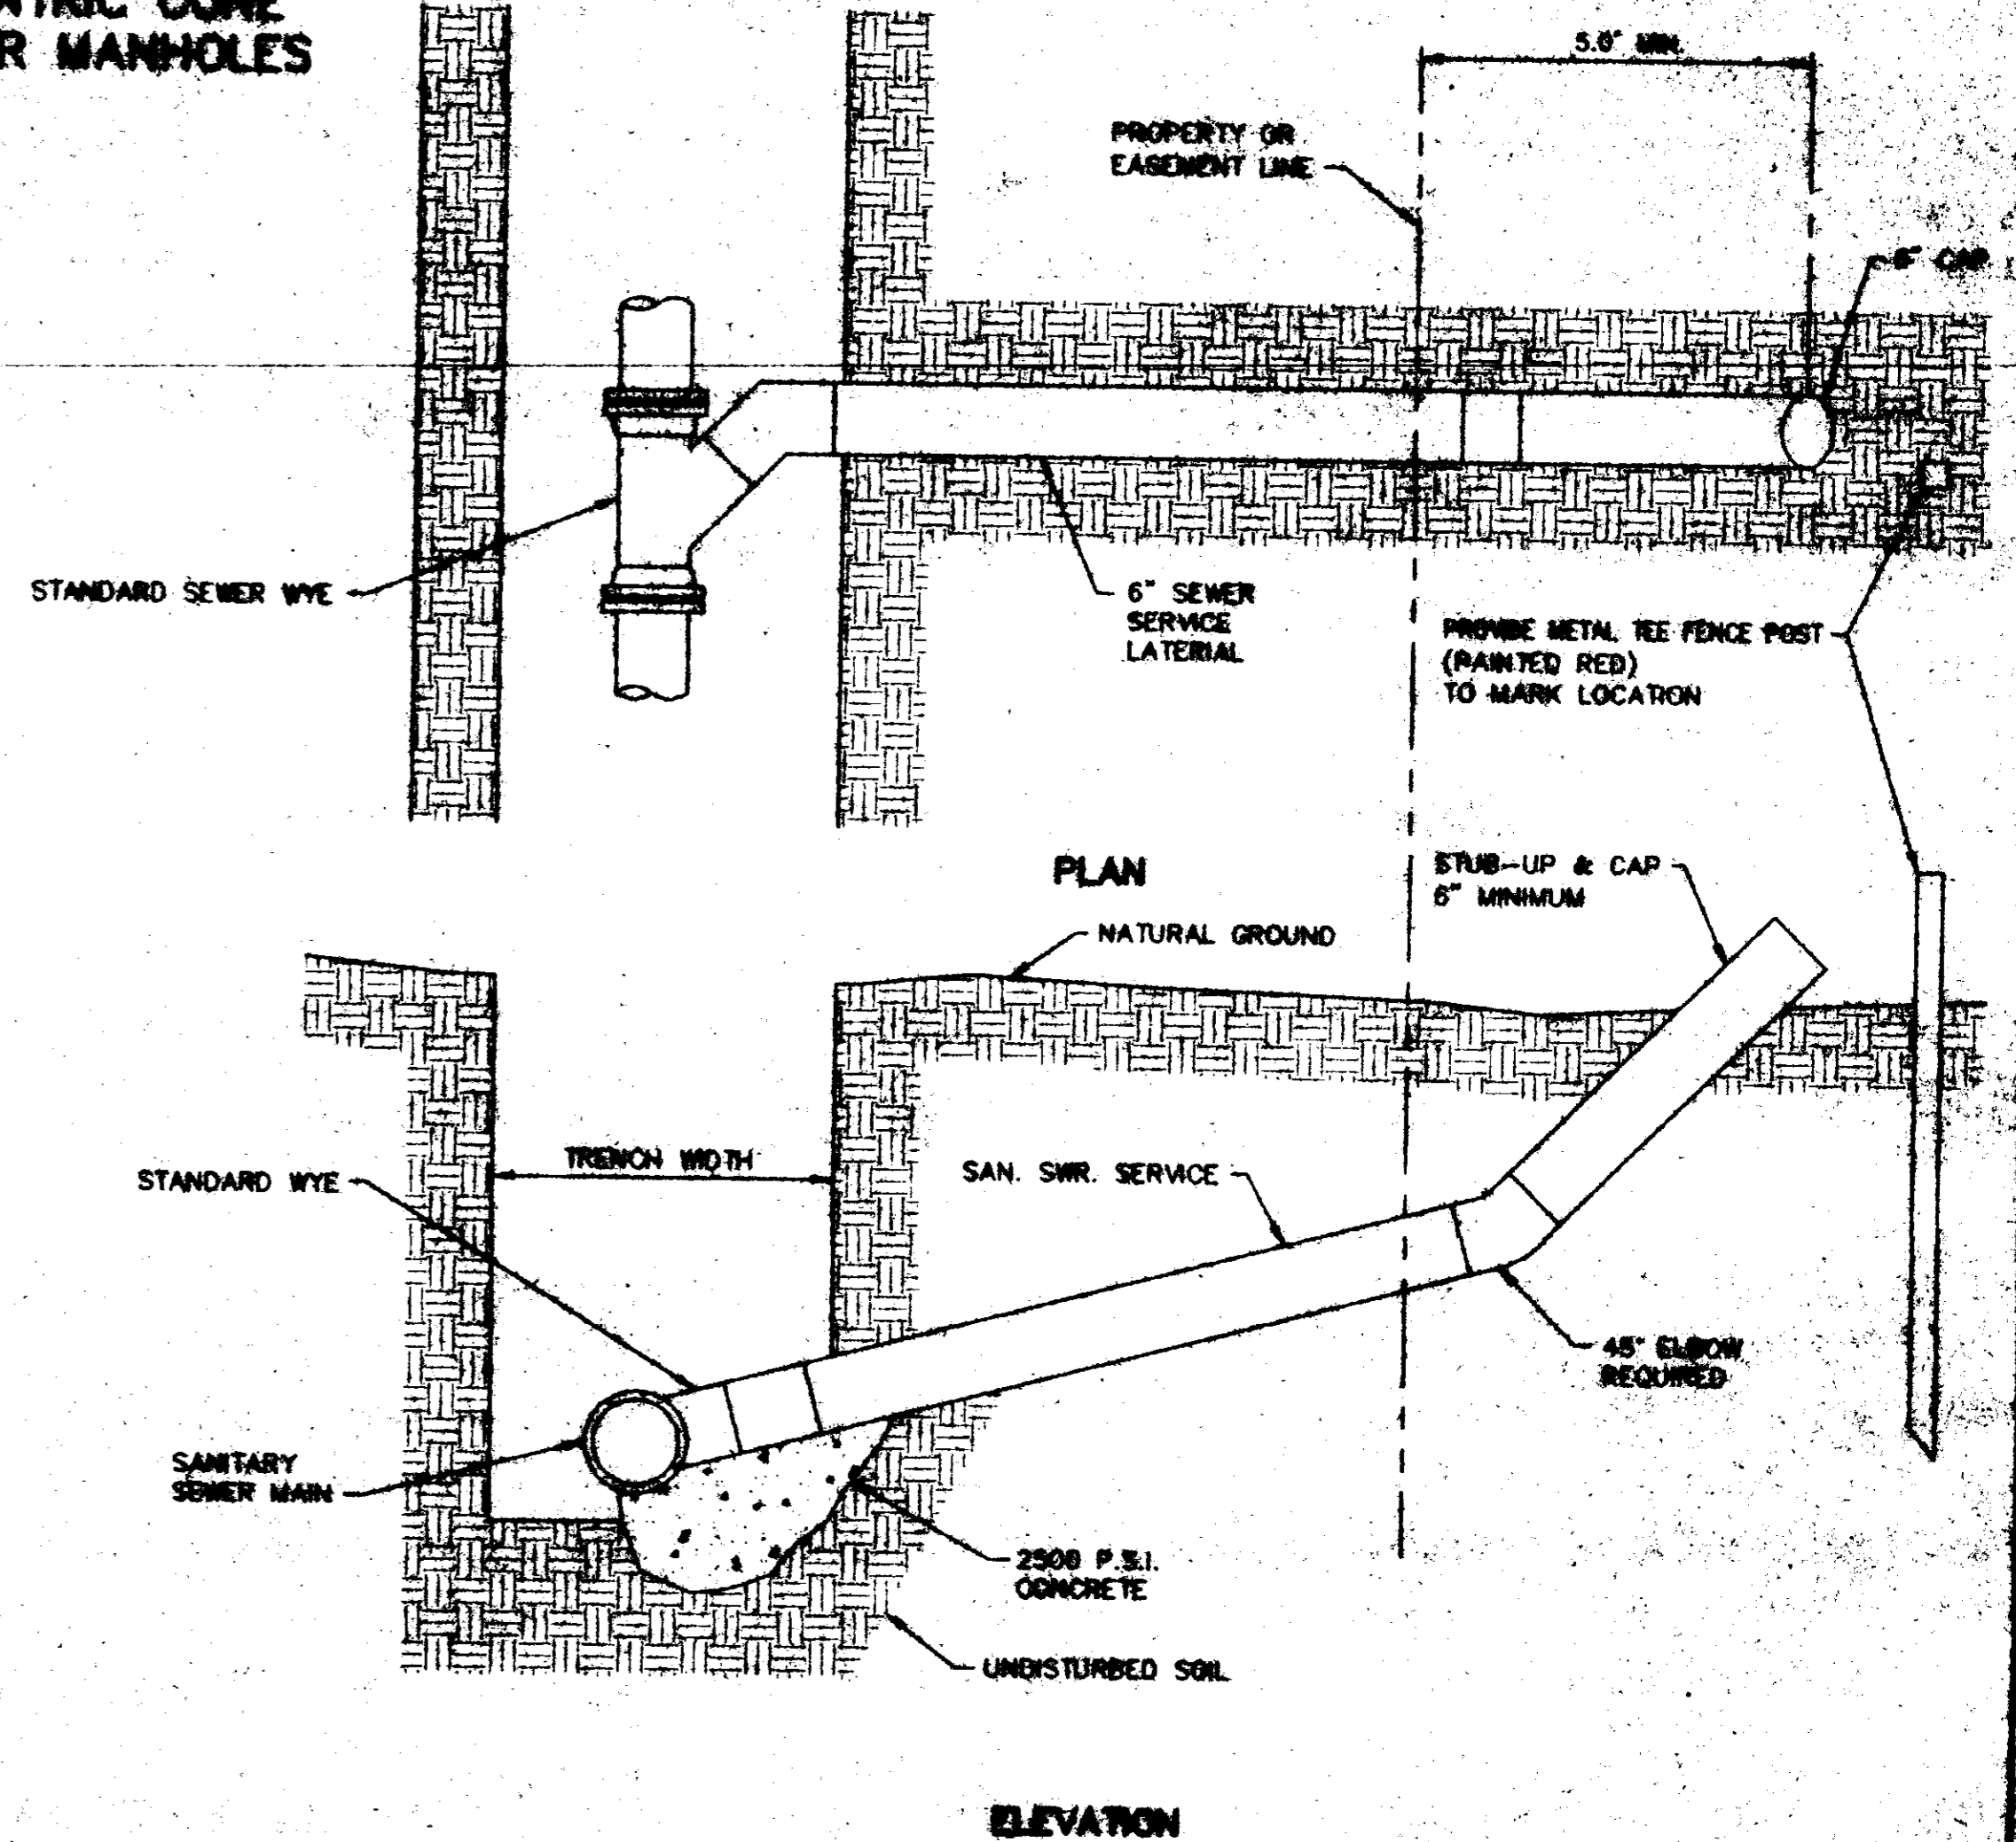 R MANHOLES
5.0' MIN.
PROPERTY OR
EASEMENT LINE
6" CAP
STANDARD SEWER WYE
6" SEWER
SERVICE
LATERIAL
PROVIDE METAL TEE FENCE POST
(PAINTED RED)
TO MARK LOCATION
PLAN
STUB-UP & CAP
6" MINIMUM
NATURAL GROUND
TRENCH WIDTH
STANDARD WYE
SAN. SWR. SERVICE
45° ELBOW
REQUIRED
SANITARY
SEWER MAIN
2500 P.S.I.
CONCRETE
UNDISTURBED SOIL
ELEVATION